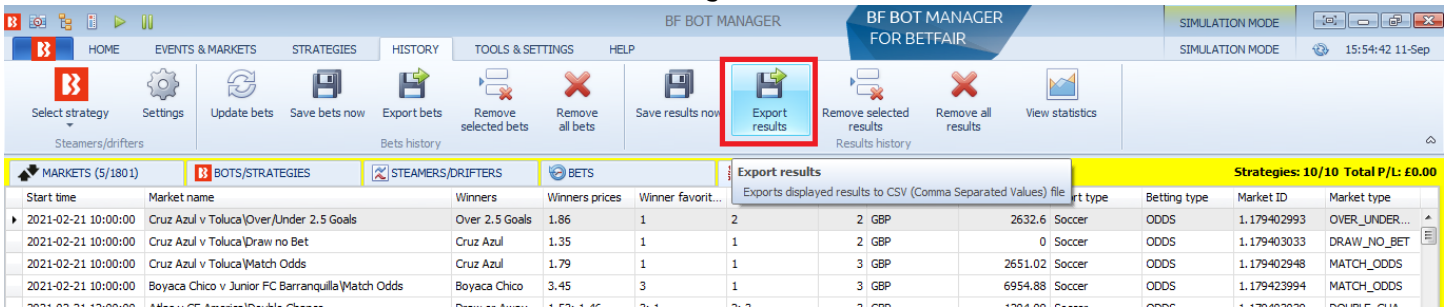 BF BOT MANAGER
BF BOT MANAGER
FOR BETFAIR
SIMULATION MODE
HOME EVENTS & MARKETS STRATEGIES HISTORY TOOLS & SETTINGS HELP
SIMULATION MODE 15:54:42 11-Sep
Select strategy Settings Update bets Save bets now Export bets Remove selected bets Remove all bets Save results now Export results Remove selected results Remove all results View statistics
Steamers/drifters Bets history Results history
MARKETS (5/1801) BOTS/STRATEGIES STEAMERS/DRIFTERS BETS Strategies: 10/10 Total P/L: £0.00
Export results
Exports displayed results to CSV (Comma Separated Values) file
Start time Market name Winners Winners prices Winner favorit... Betting type Market ID Market type
2021-02-21 10:00:00 Cruz Azul v Toluca\Over/Under 2.5 Goals Over 2.5 Goals 1.86 1 2 2 GBP 2632.6 Soccer ODDS 1.179402993 OVER_UNDER...
2021-02-21 10:00:00 Cruz Azul v Toluca\Draw no Bet Cruz Azul 1.35 1 1 2 GBP 0 Soccer ODDS 1.179403033 DRAW_NO_BET
2021-02-21 10:00:00 Cruz Azul v Toluca\Match Odds Cruz Azul 1.79 1 1 3 GBP 2651.02 Soccer ODDS 1.179402948 MATCH_ODDS
2021-02-21 10:00:00 Boyaca Chico v Junior FC Barranquilla\Match Odds Boyaca Chico 3.45 3 1 3 GBP 6954.88 Soccer ODDS 1.179423994 MATCH_ODDS